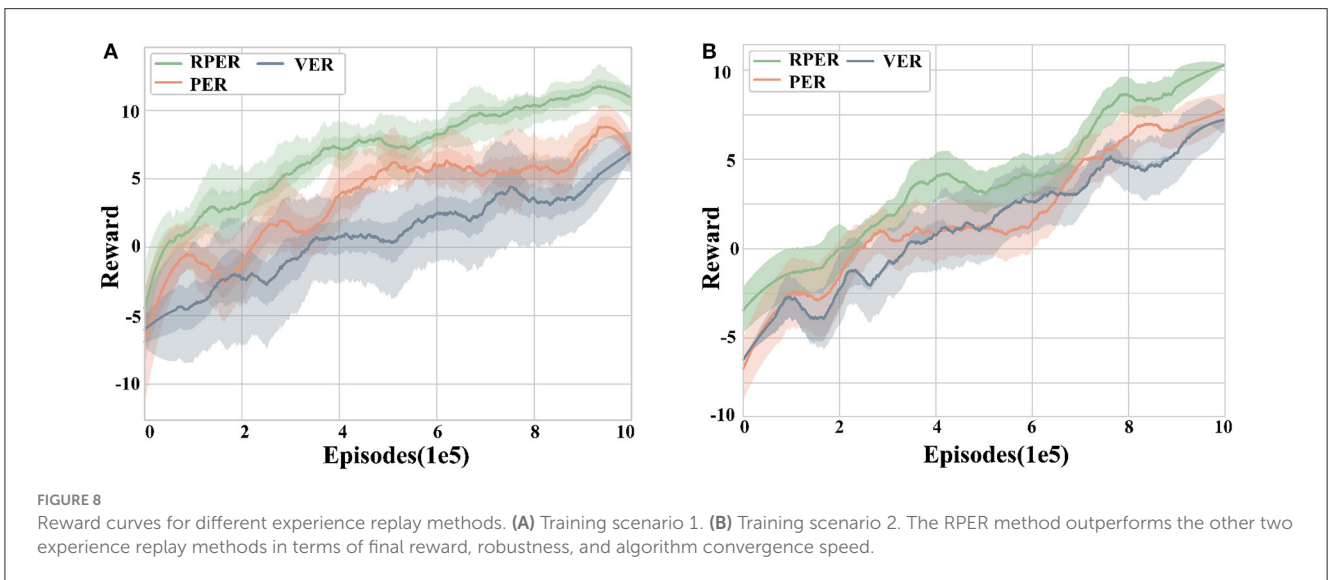 A
RPER VER
PER
10
5
0
-5
-10
Reward
0 2 4 6 8 10
Episodes(1e5)
B
RPER VER
PER
10
5
0
-5
-10
Reward
0 2 4 6 8 10
Episodes(1e5)
FIGURE 8
Reward curves for different experience replay methods. (A) Training scenario 1. (B) Training scenario 2. The RPER method outperforms the other two
experience replay methods in terms of final reward, robustness, and algorithm convergence speed.